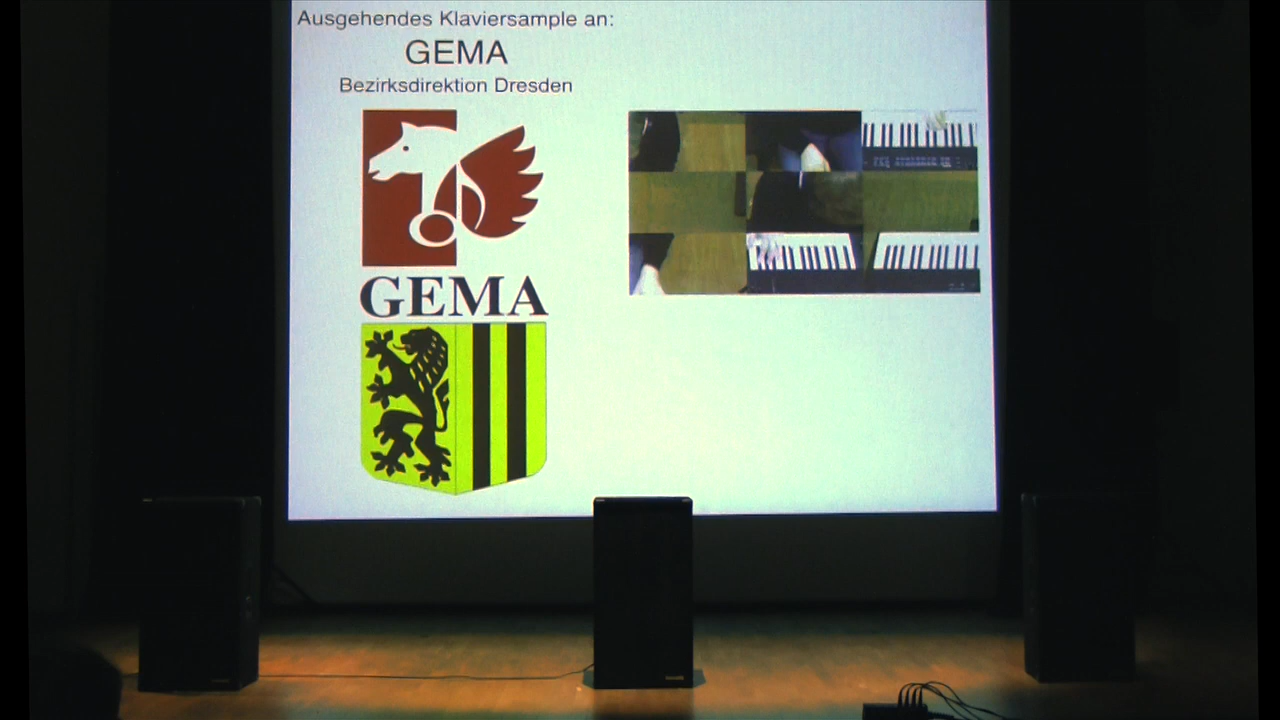 Ausgehendes Klaviersample an:
GEMA
Bezirksdirektion Dresden
GEMA